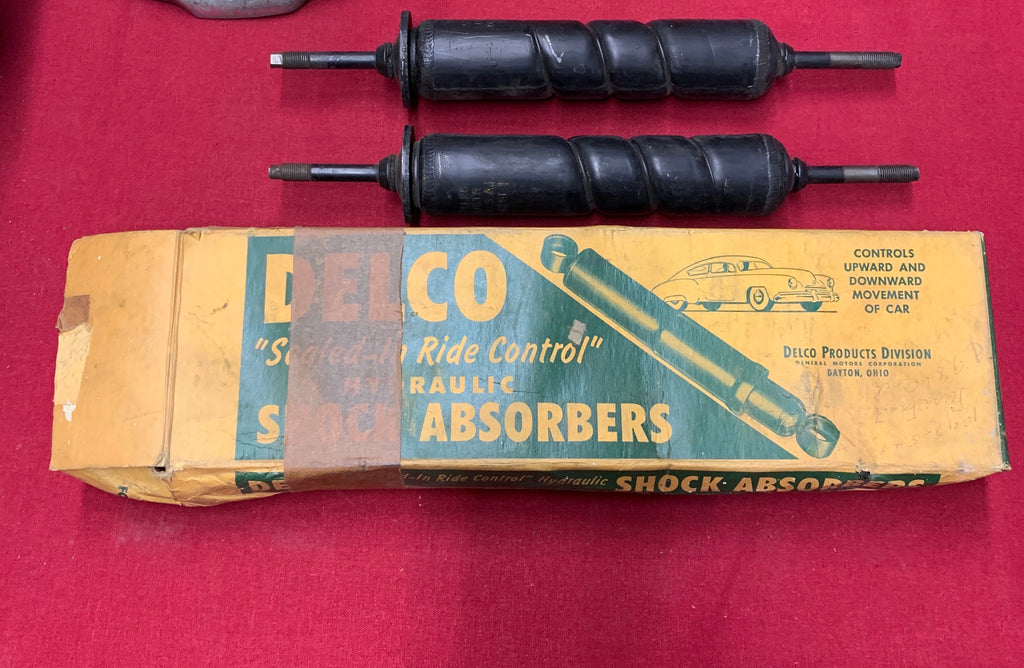 DELCO
"Sealed-In Ride Control"
HYDRAULIC
SHOCK ABSORBERS
CONTROLS
UPWARD AND
DOWNWARD
MOVEMENT
OF CAR
DELCO PRODUCTS DIVISION
GENERAL MOTORS CORPORATION
DAYTON, OHIO
DE -In Ride Control" Hydraulic SHOCK ABSORBERS